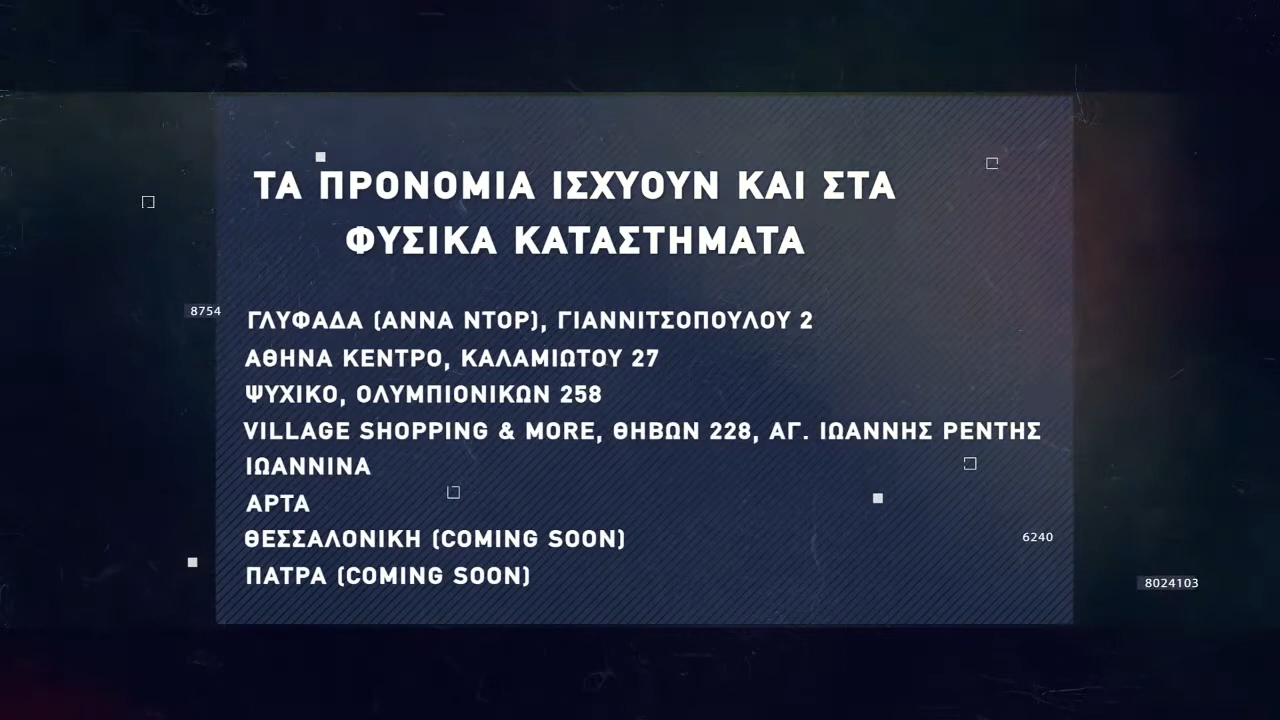 ΤΑ ΠΡΟΝΟΜΙΑ ΙΣΧΥΟΥΝ ΚΑΙ ΣΤΑ
ΦΥΣΙΚΑ ΚΑΤΑΣΤΗΜΑΤΑ
8754
ΓΛΥΦΑΔΑ (ΑΝΝΑ ΝΤΟΡ), ΓΙΑΝΝΙΤΣΟΠΟΥΛΟΥ 2
ΑΘΗΝΑ ΚΕΝΤΡΟ, ΚΑΛΑΜΙΩΤΟΥ 27
ΨΥΧΙΚΟ, ΟΛΥΜΠΙΟΝΙΚΩΝ 258
VILLAGE SHOPPING & MORE, ΘΗΒΩΝ 228, ΑΓ. ΙΩΑΝΝΗΣ ΡΕΝΤΗΣ
ΙΩΑΝΝΙΝΑ
ΑΡΤΑ
ΘΕΣΣΑΛΟΝΙΚΗ (COMING SOON)
6240
ΠΑΤΡΑ (COMING SOON)
8024103